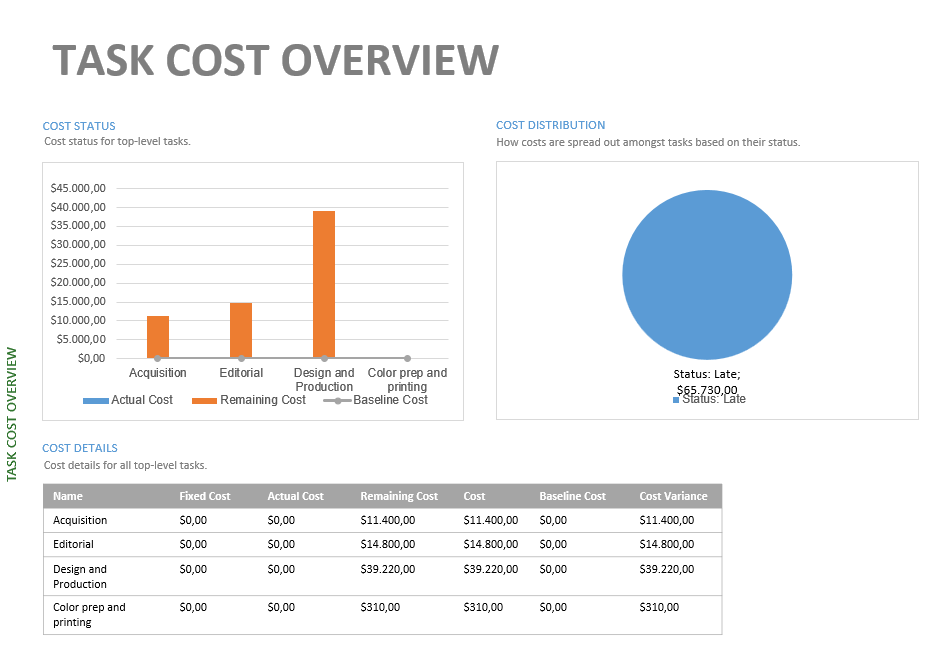 TASK COST OVERVIEW
COST STATUS
Cost status for top-level tasks.
$45.000,00
$40.000,00
$35.000,00
$30.000,00
$25.000,00
$20.000,00
$15.000,00
$10.000,00
$5.000,00
$0,00
Acquisition Editorial Design and Production Color prep and printing
Actual Cost Remaining Cost Baseline Cost
COST DISTRIBUTION
How costs are spread out amongst tasks based on their status.
Status: Late;
$65.730,00
Status: Late
TASK COST OVERVIEW
COST DETAILS
Cost details for all top-level tasks.
Name Fixed Cost Actual Cost Remaining Cost Cost Baseline Cost Cost Variance
Acquisition $0,00 $0,00 $11.400,00 $11.400,00 $0,00 $11.400,00
Editorial $0,00 $0,00 $14.800,00 $14.800,00 $0,00 $14.800,00
Design and Production $0,00 $0,00 $39.220,00 $39.220,00 $0,00 $39.220,00
Color prep and printing $0,00 $0,00 $310,00 $310,00 $0,00 $310,00